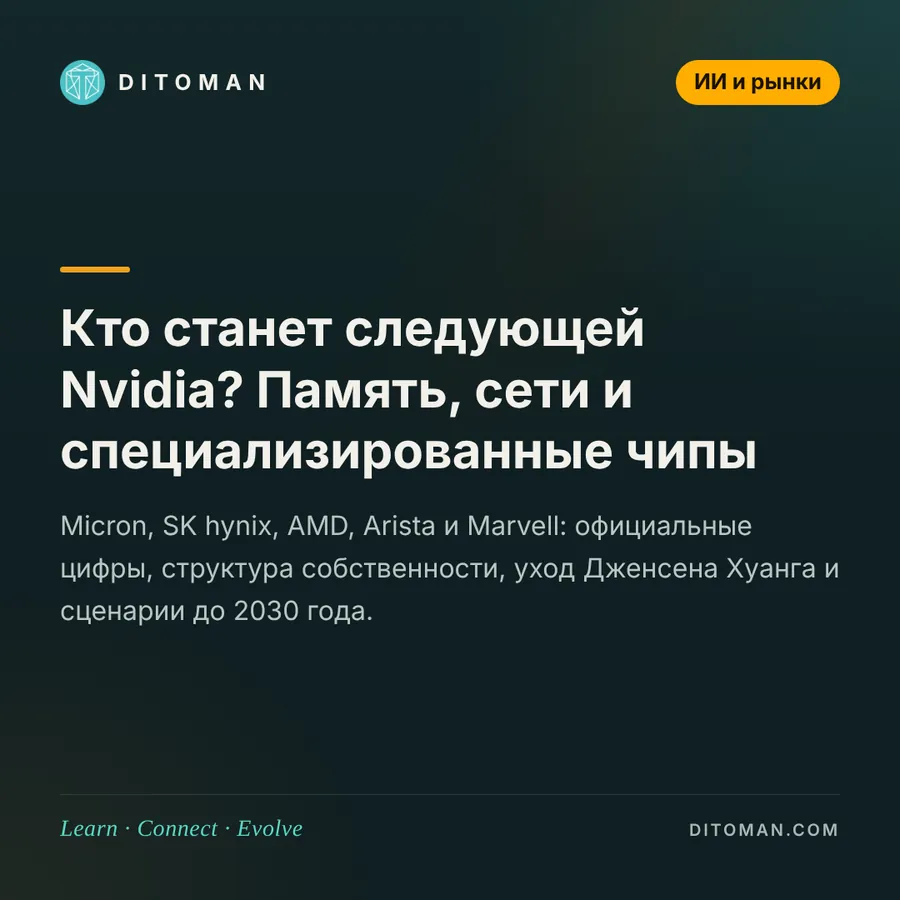 DITOMAN
ИИ и рынки
Кто станет следующей
Nvidia? Память, сети и
специализированные чипы
Micron, SK hynix, AMD, Arista и Marvell: официальные
цифры, структура собственности, уход Дженсена Хуанга и
сценарии до 2030 года.
Learn · Connect · Evolve
DITOMAN.COM